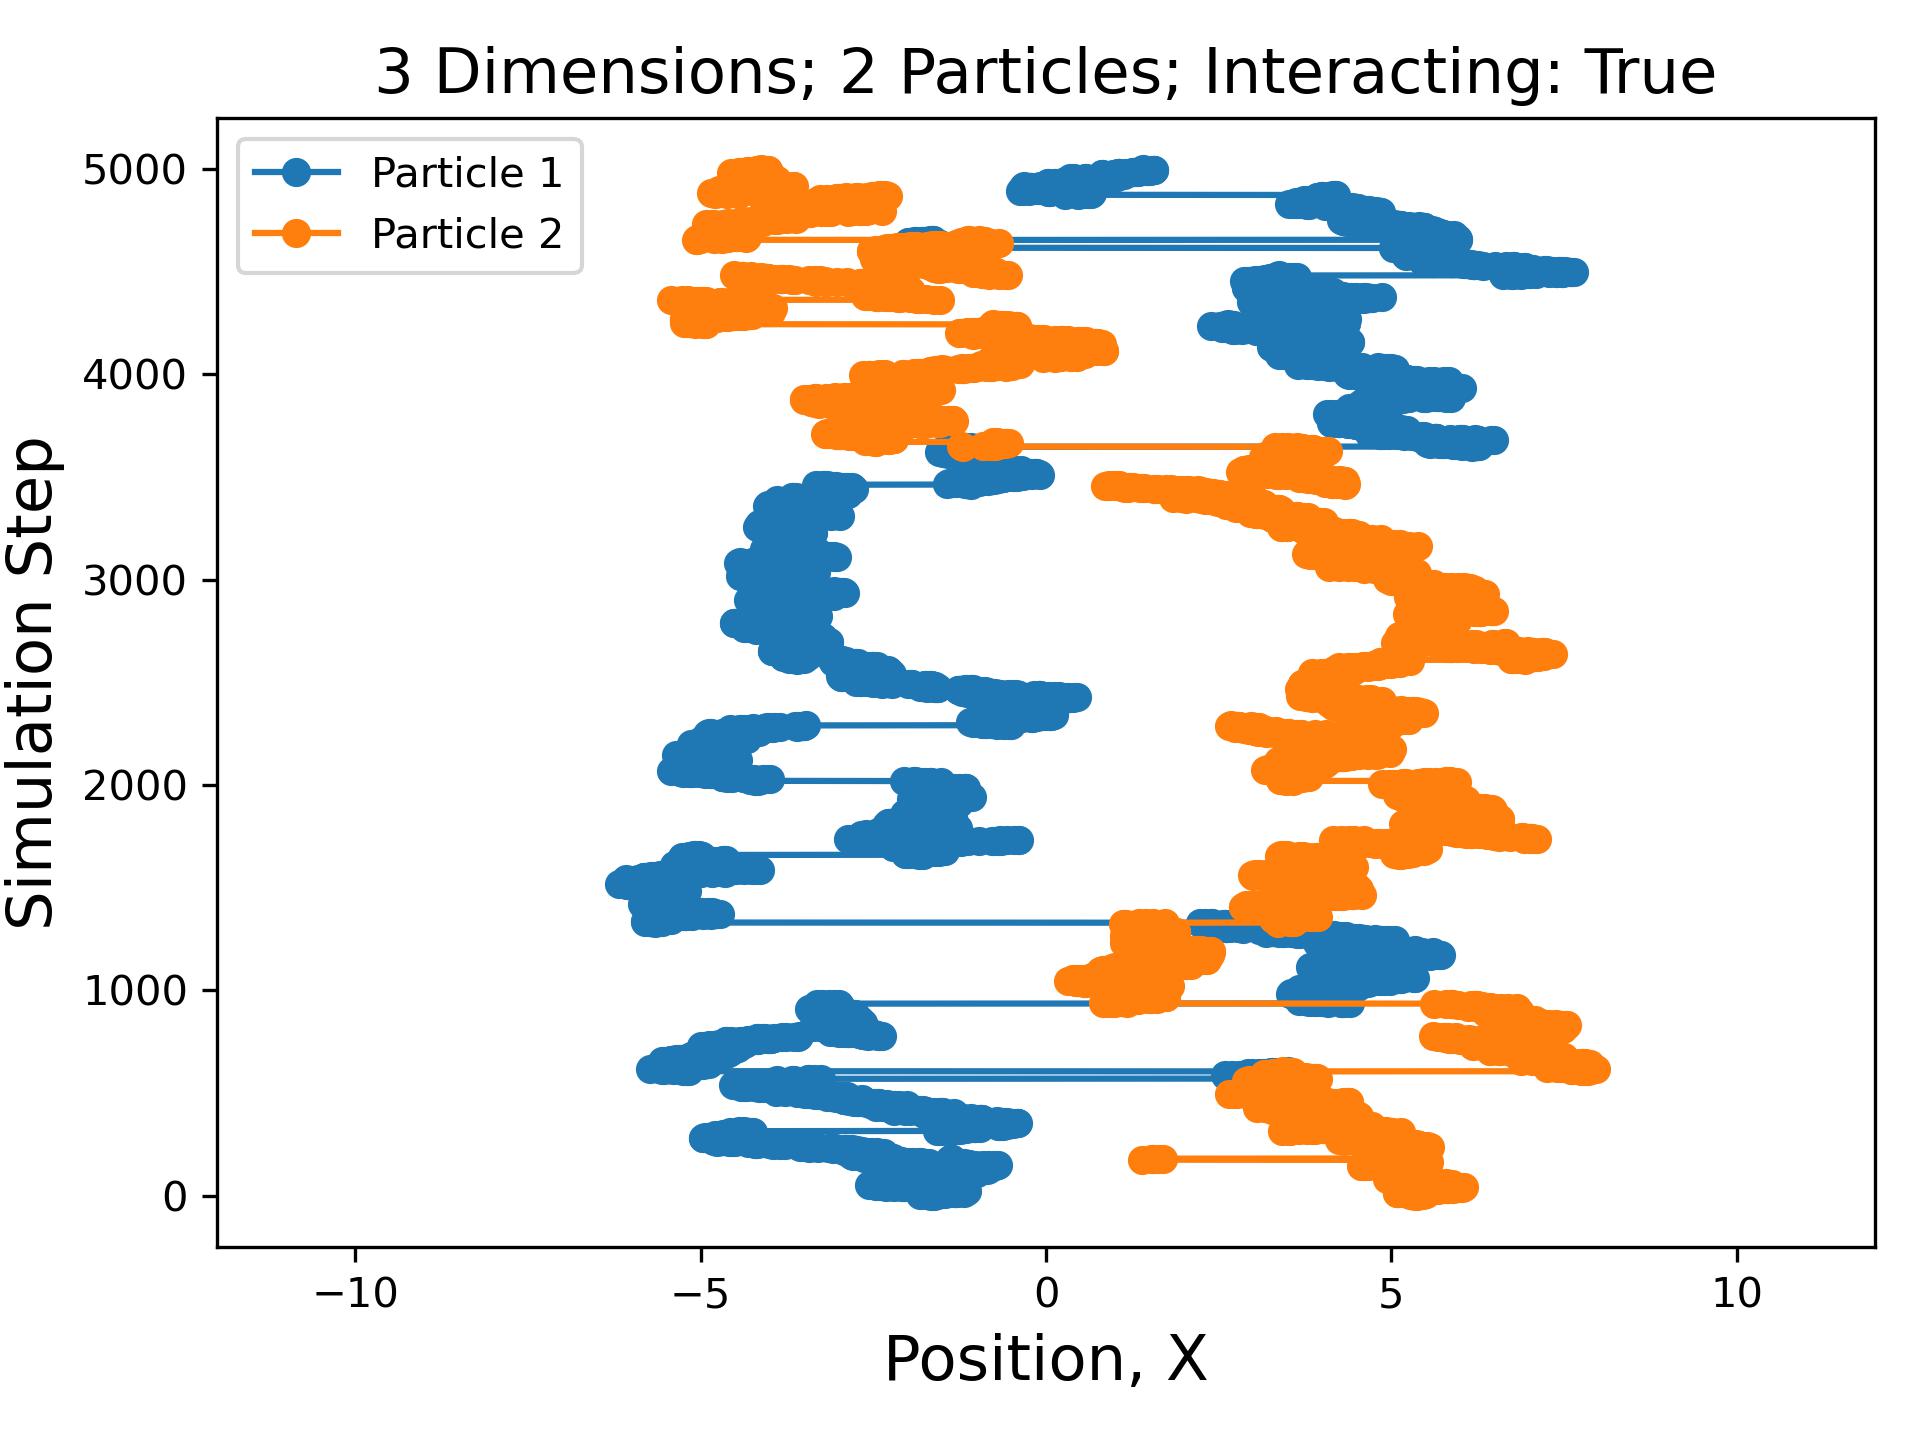 3 Dimensions; 2 Particles; Interacting: True
Particle 1
Particle 2
5000
4000
3000
2000
1000
0
Simulation Step
−10
−5
0
5
10
Position, X